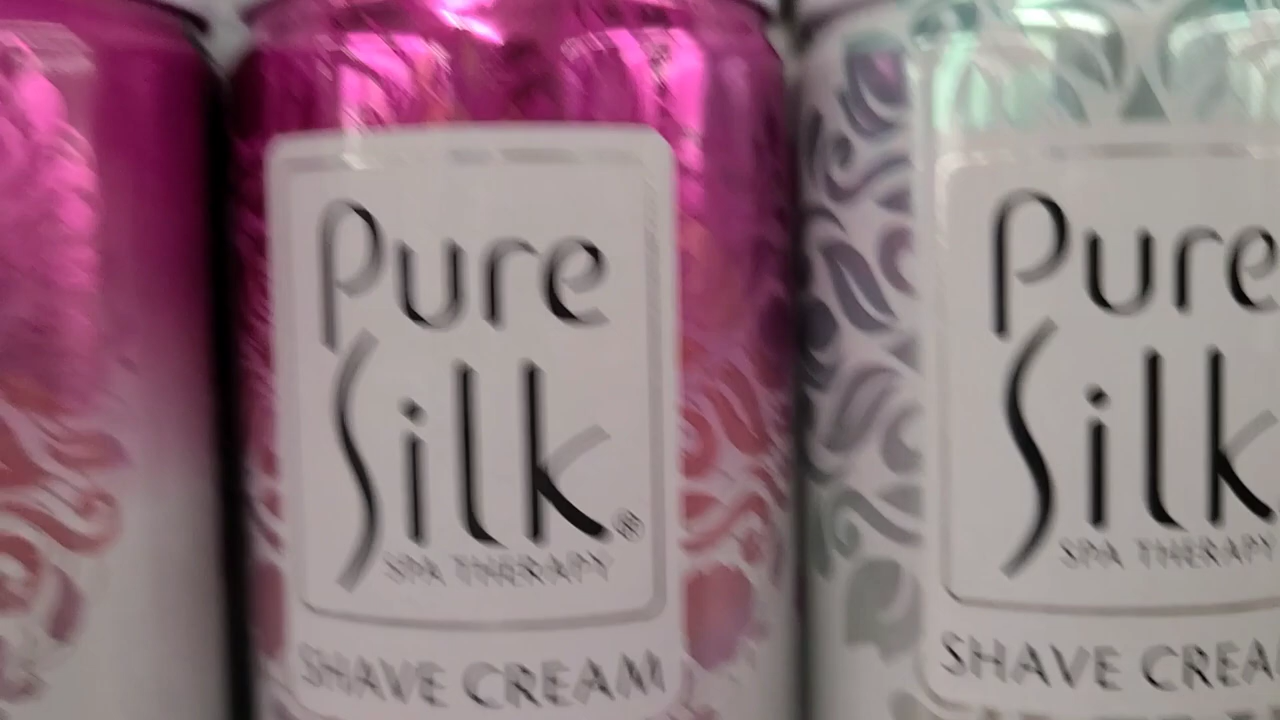 Pure
Silk®
SPA THERAPY
SHAVE CREAM
Pure
Silk
SPA THERAPY
SHAVE CREA